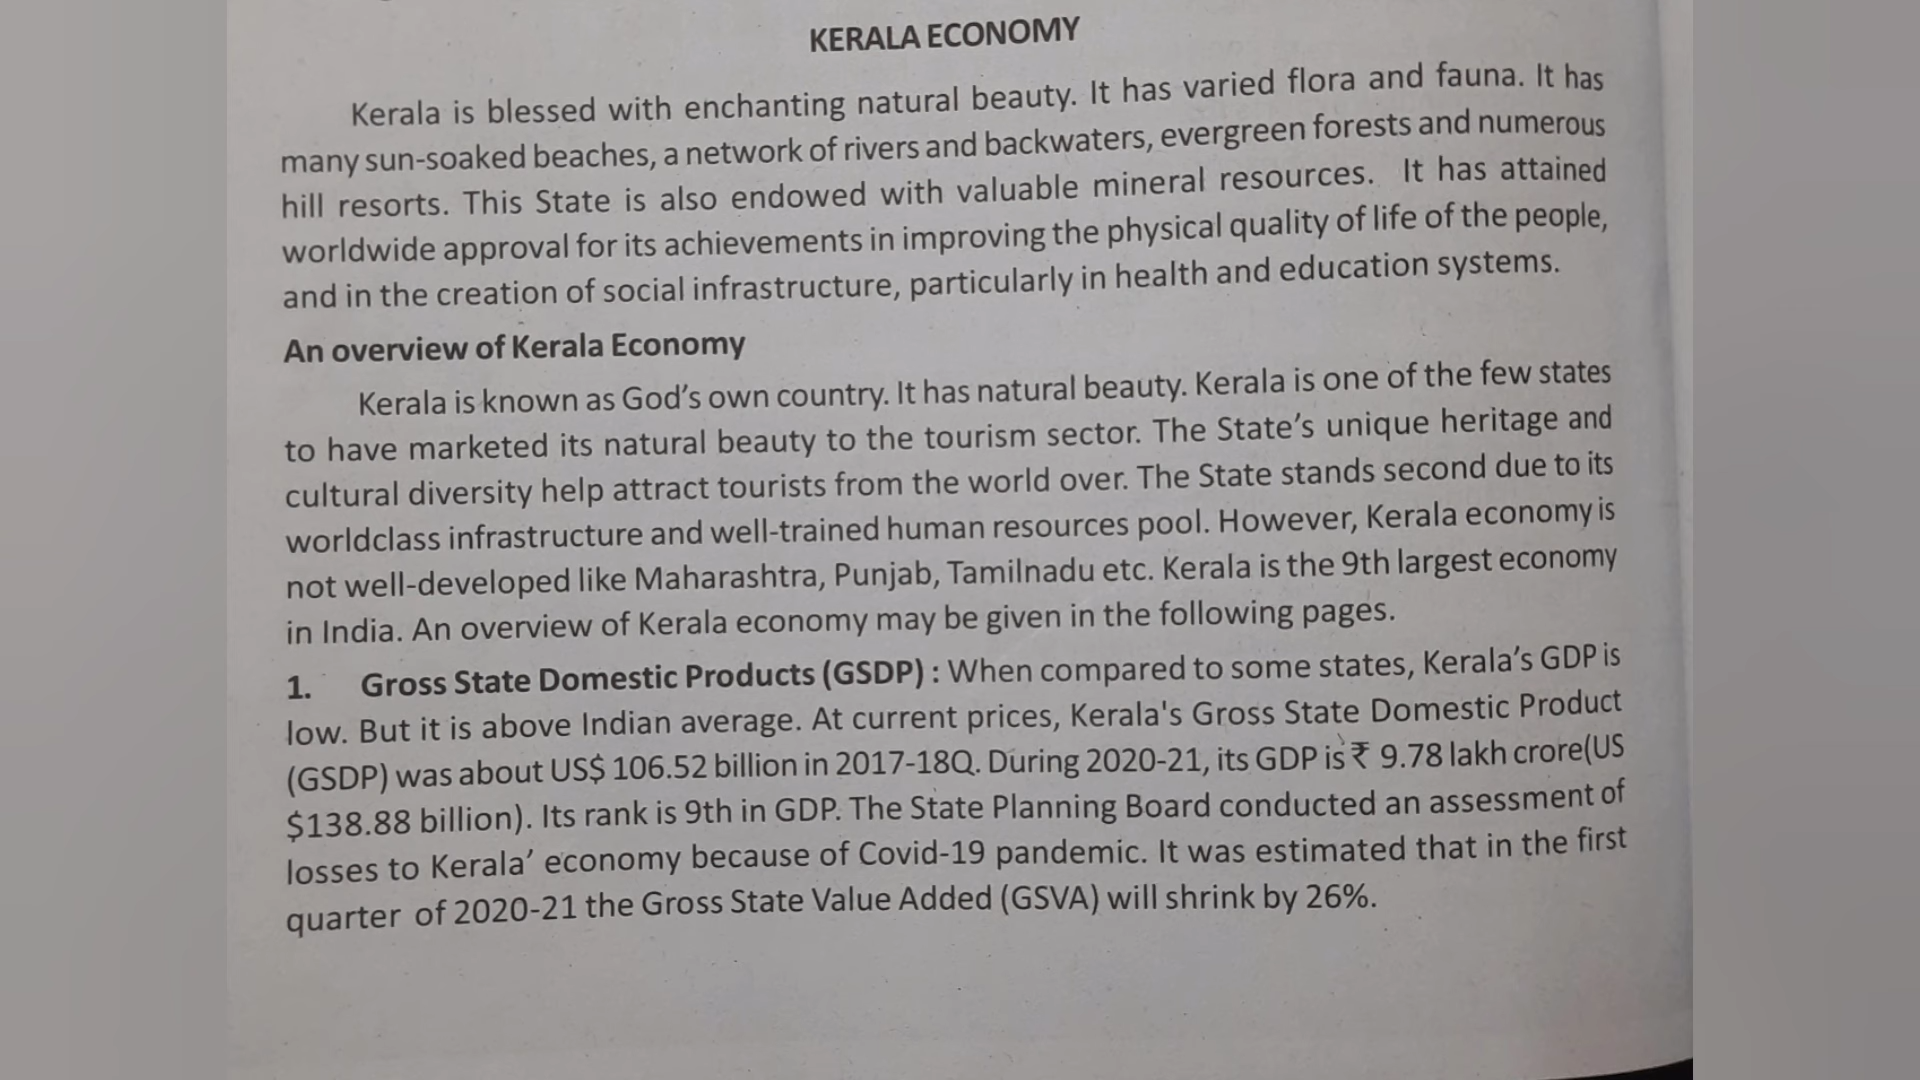 KERALA ECONOMY
Kerala is blessed with enchanting natural beauty. It has varied flora and fauna. It has
many sun-soaked beaches, a network of rivers and backwaters, evergreen forests and numerous
hill resorts. This State is also endowed with valuable mineral resources. It has attained
worldwide approval for its achievements in improving the physical quality of life of the people,
and in the creation of social infrastructure, particularly in health and education systems.
An overview of Kerala Economy
Kerala is known as God's own country. It has natural beauty. Kerala is one of the few states
to have marketed its natural beauty to the tourism sector. The State's unique heritage and
cultural diversity help attract tourists from the world over. The State stands second due to its
worldclass infrastructure and well-trained human resources pool. However, Kerala economy is
not well-developed like Maharashtra, Punjab, Tamilnadu etc. Kerala is the 9th largest economy
in India. An overview of Kerala economy may be given in the following pages.
1. Gross State Domestic Products (GSDP) : When compared to some states, Kerala's GDP is
low. But it is above Indian average. At current prices, Kerala's Gross State Domestic Product
(GSDP) was about US$ 106.52 billion in 2017-18Q. During 2020-21, its GDP is ₹ 9.78 lakh crore(US
$138.88 billion). Its rank is 9th in GDP. The State Planning Board conducted an assessment of
losses to Kerala' economy because of Covid-19 pandemic. It was estimated that in the first
quarter of 2020-21 the Gross State Value Added (GSVA) will shrink by 26%.